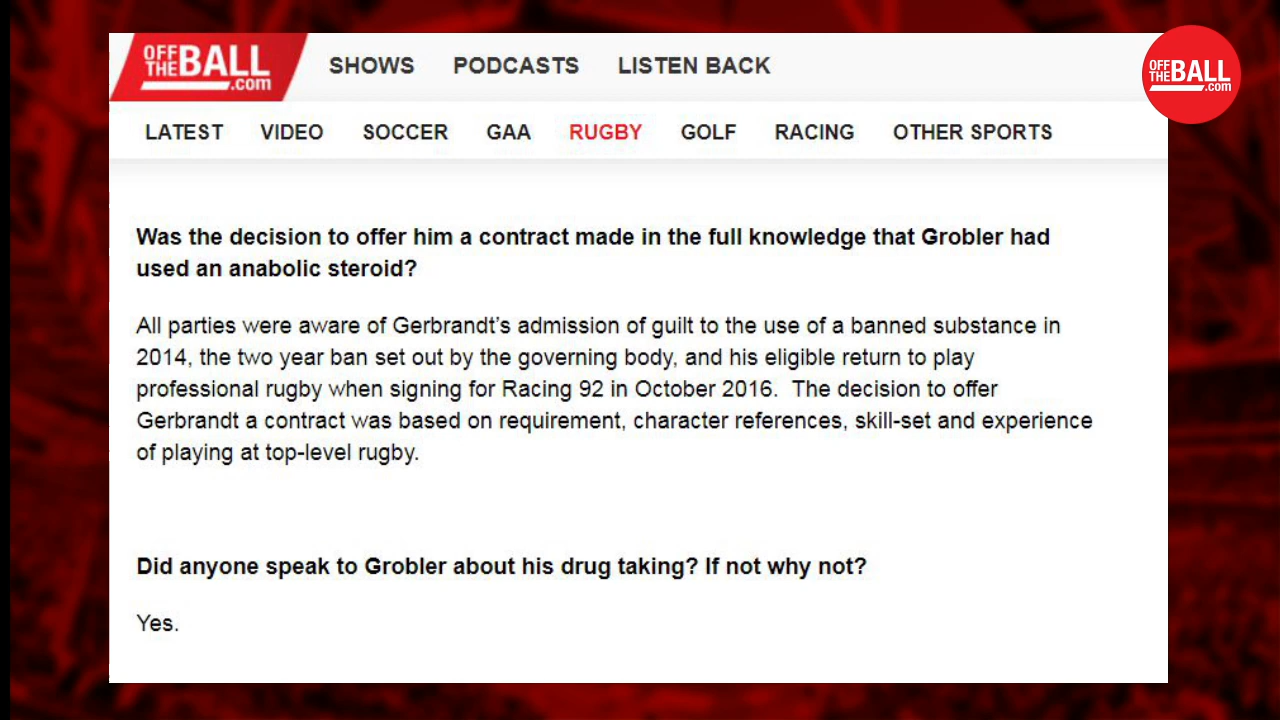 OFF
THE BALL
.com
SHOWS PODCASTS LISTEN BACK
OFF
THE BALL
.com
LATEST VIDEO SOCCER GAA RUGBY GOLF RACING OTHER SPORTS
Was the decision to offer him a contract made in the full knowledge that Grobler had
used an anabolic steroid?
All parties were aware of Gerbrandt’s admission of guilt to the use of a banned substance in
2014, the two year ban set out by the governing body, and his eligible return to play
professional rugby when signing for Racing 92 in October 2016.  The decision to offer
Gerbrandt a contract was based on requirement, character references, skill-set and experience
of playing at top-level rugby.
Did anyone speak to Grobler about his drug taking? If not why not?
Yes.